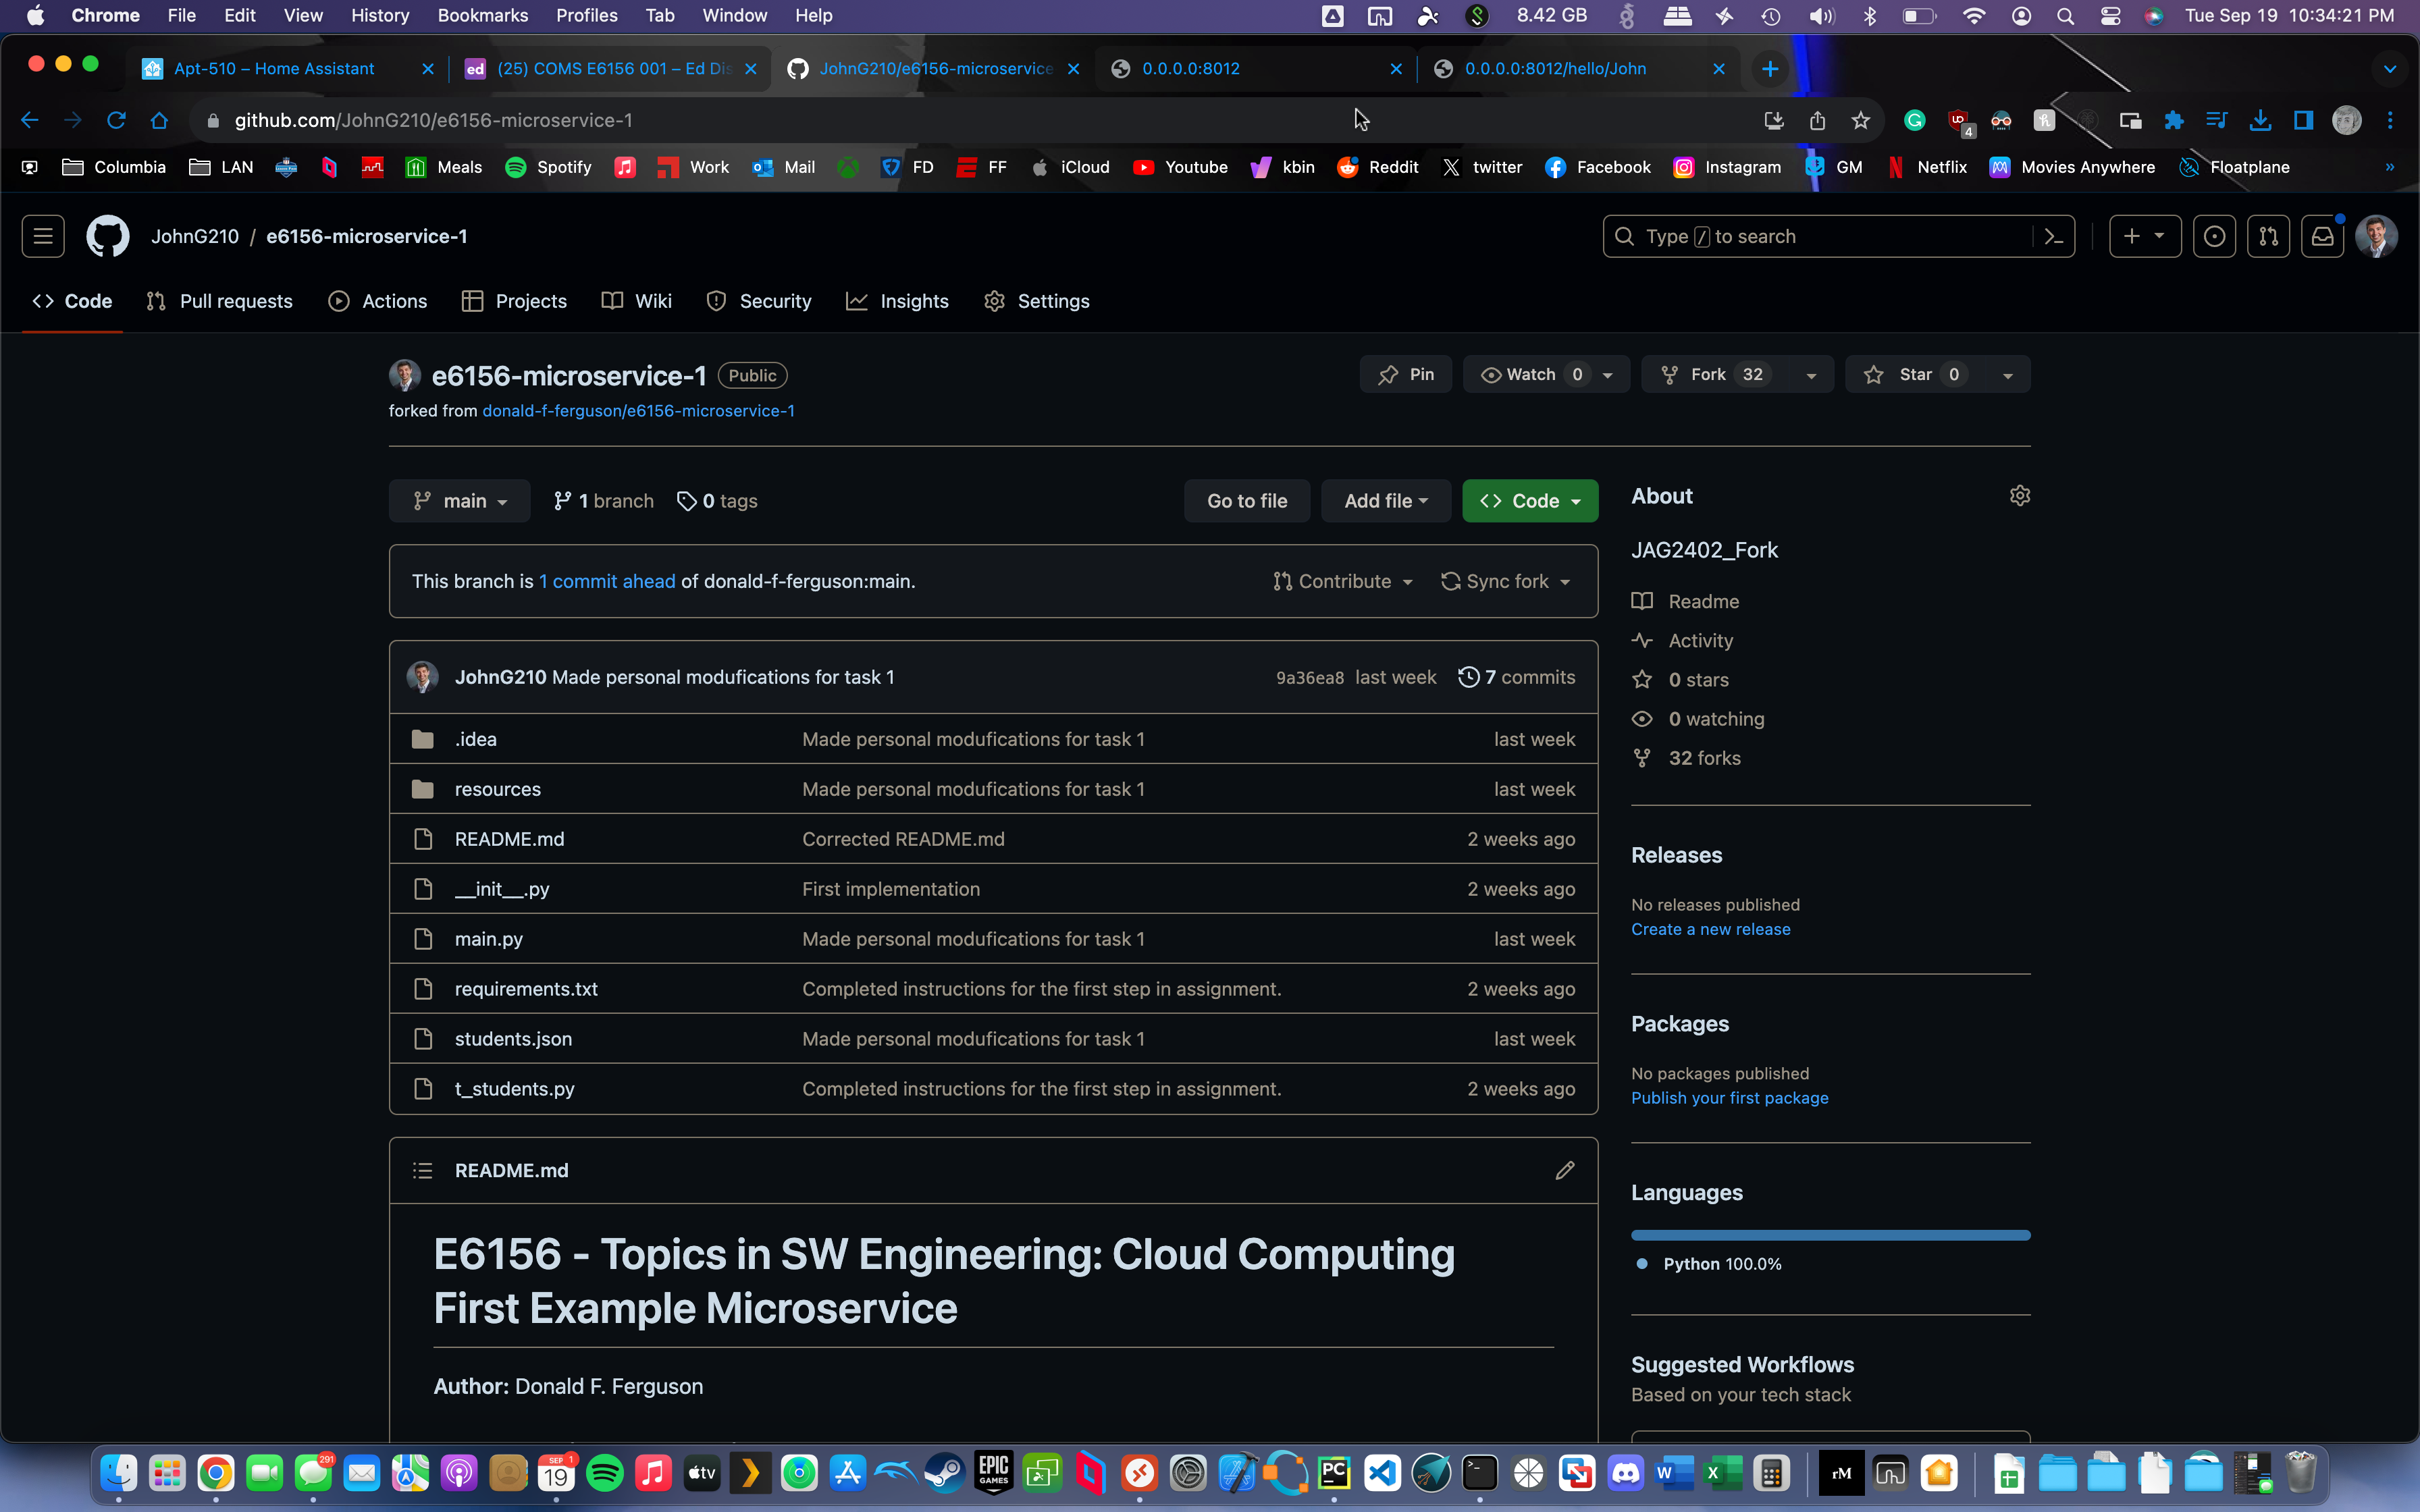 Chrome File Edit View History Bookmarks Profiles Tab Window Help 8.42 GB Tue Sep 19 10:34:21 PM
Apt-510 – Home Assistant
ed (25) COMS E6156 001 – Ed Dis
JohnG210/e6156-microservice
0.0.0.0:8012
0.0.0.0:8012/hello/John
github.com/JohnG210/e6156-microservice-1
4
Columbia LAN Meals Spotify Work Mail FD FF iCloud Youtube kbin Reddit twitter Facebook Instagram GM Netflix Movies Anywhere Floatplane
JohnG210 / e6156-microservice-1
Type / to search
Code Pull requests Actions Projects Wiki Security Insights Settings
e6156-microservice-1 Public
Pin Watch 0 Fork 32 Star 0
forked from donald-f-ferguson/e6156-microservice-1
main 1 branch 0 tags Go to file Add file Code
This branch is 1 commit ahead of donald-f-ferguson:main. Contribute Sync fork
JohnG210 Made personal modufications for task 1 9a36ea8 last week 7 commits
.idea Made personal modufications for task 1 last week
resources Made personal modufications for task 1 last week
README.md Corrected README.md 2 weeks ago
__init__.py First implementation 2 weeks ago
main.py Made personal modufications for task 1 last week
requirements.txt Completed instructions for the first step in assignment. 2 weeks ago
students.json Made personal modufications for task 1 last week
t_students.py Completed instructions for the first step in assignment. 2 weeks ago
README.md
E6156 - Topics in SW Engineering: Cloud Computing
First Example Microservice
Author: Donald F. Ferguson
About
JAG2402_Fork
Readme
Activity
0 stars
0 watching
32 forks
Releases
No releases published
Create a new release
Packages
No packages published
Publish your first package
Languages
Python 100.0%
Suggested Workflows
Based on your tech stack
291
SEP 1
19
tv
EPIC
GAMES
PC
W
X
rM